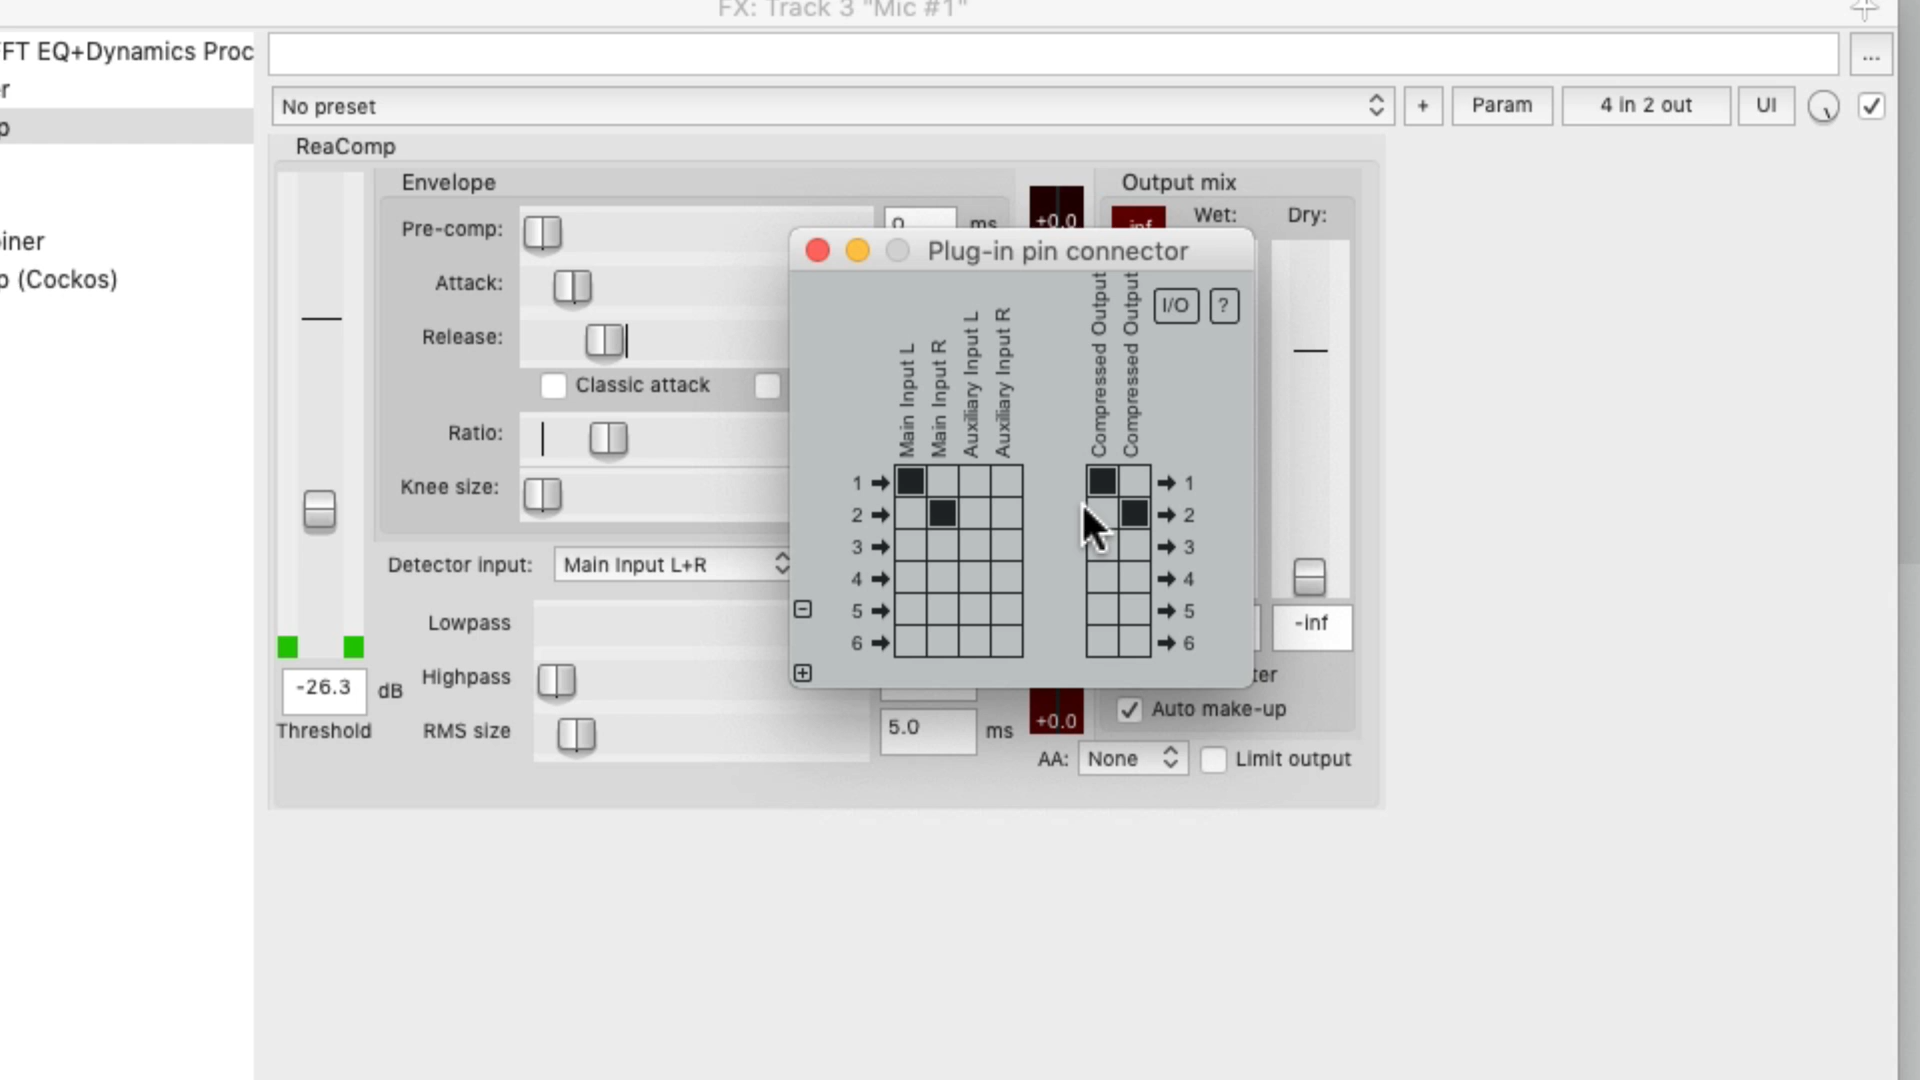 FX: Track 3 "Mic #1"
FT EQ+Dynamics Proc
...
No preset
+
Param
4 in 2 out
UI
ReaComp
Envelope
Output mix
Pre-comp:
0
ms
+0.0
-inf
Wet:
Dry:
Plug-in pin connector
Attack:
Release:
Classic attack
Ratio:
Knee size:
Main Input L
Main Input R
Auxiliary Input L
Auxiliary Input R
Compressed Output
Compressed Output
I/O
?
1
1
2
2
3
3
4
4
5
5
6
6
iner
p (Cockos)
Detector input:
Main Input L+R
Lowpass
-inf
Highpass
ter
-26.3
dB
Threshold
RMS size
5.0
ms
+0.0
Auto make-up
AA:
None
Limit output